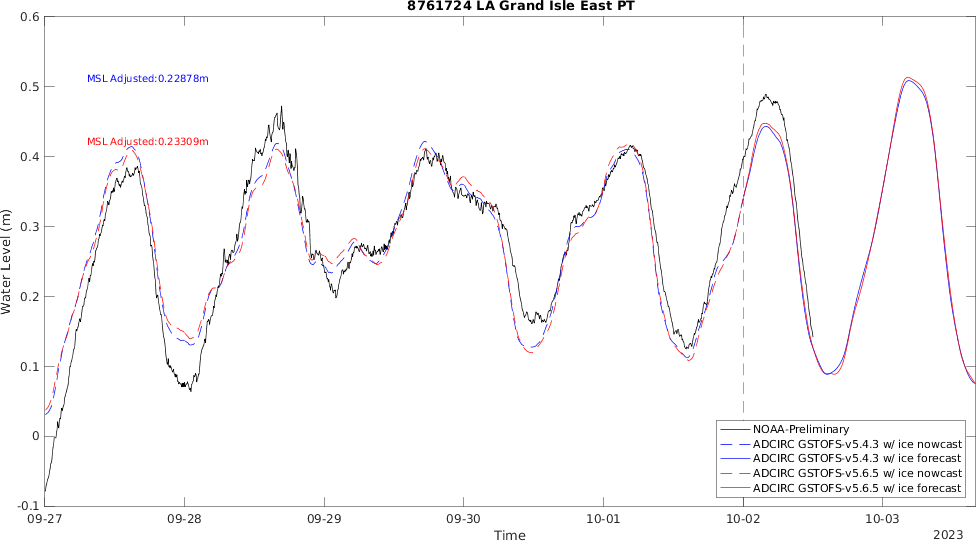 8761724 LA Grand Isle East PT
0.6
0.5
0.4
0.3
0.2
0.1
0
-0.1
Water Level (m)
MSL Adjusted:0.22878m
MSL Adjusted:0.23309m
NOAA-Preliminary
ADCIRC GSTOFS-v5.4.3 w/ ice nowcast
ADCIRC GSTOFS-v5.4.3 w/ ice forecast
ADCIRC GSTOFS-v5.6.5 w/ ice nowcast
ADCIRC GSTOFS-v5.6.5 w/ ice forecast
09-27 09-28 09-29 09-30 10-01 10-02 10-03
Time
2023